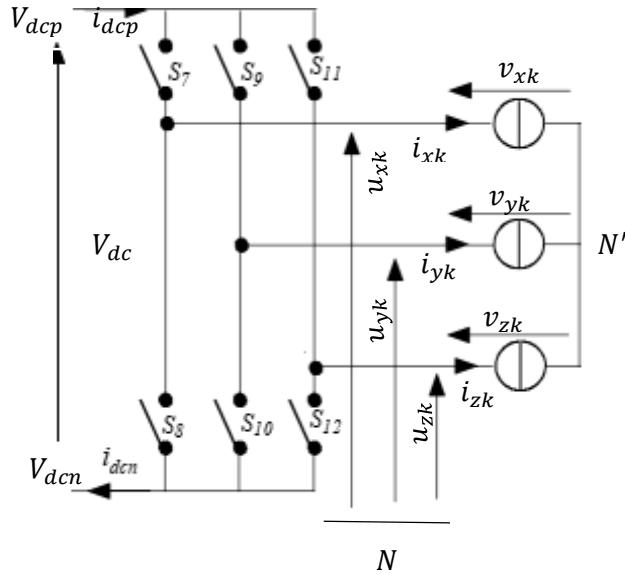 V_dcp
i_dcp
S_7
S_9
S_11
v_xk
i_xk
u_xk
v_yk
V_dc
N'
i_yk
u_yk
v_zk
i_zk
u_zk
S_8
S_10
S_12
V_dcn
i_dcn
N